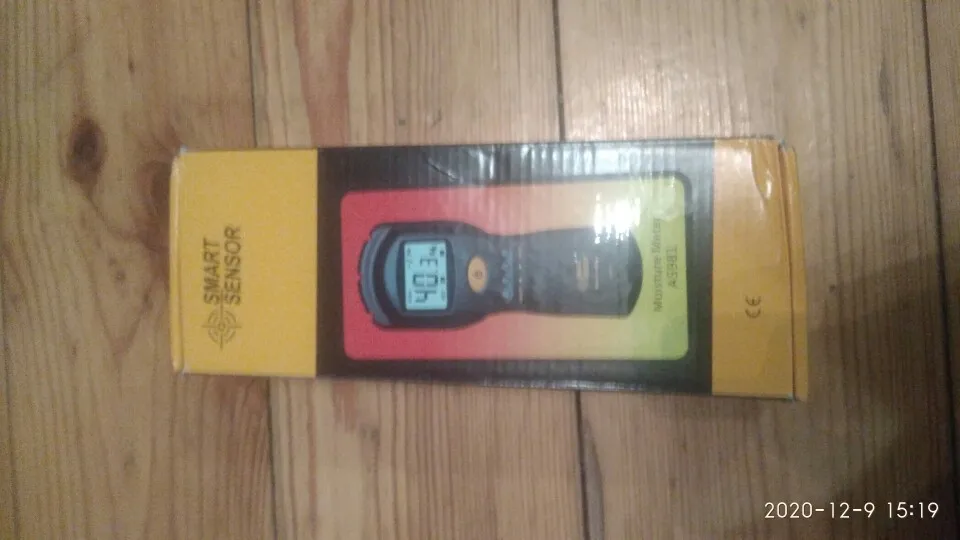 SMART
SENSOR
40.3
Moisture Meter
AS981
CE
2020-12-9 15:19